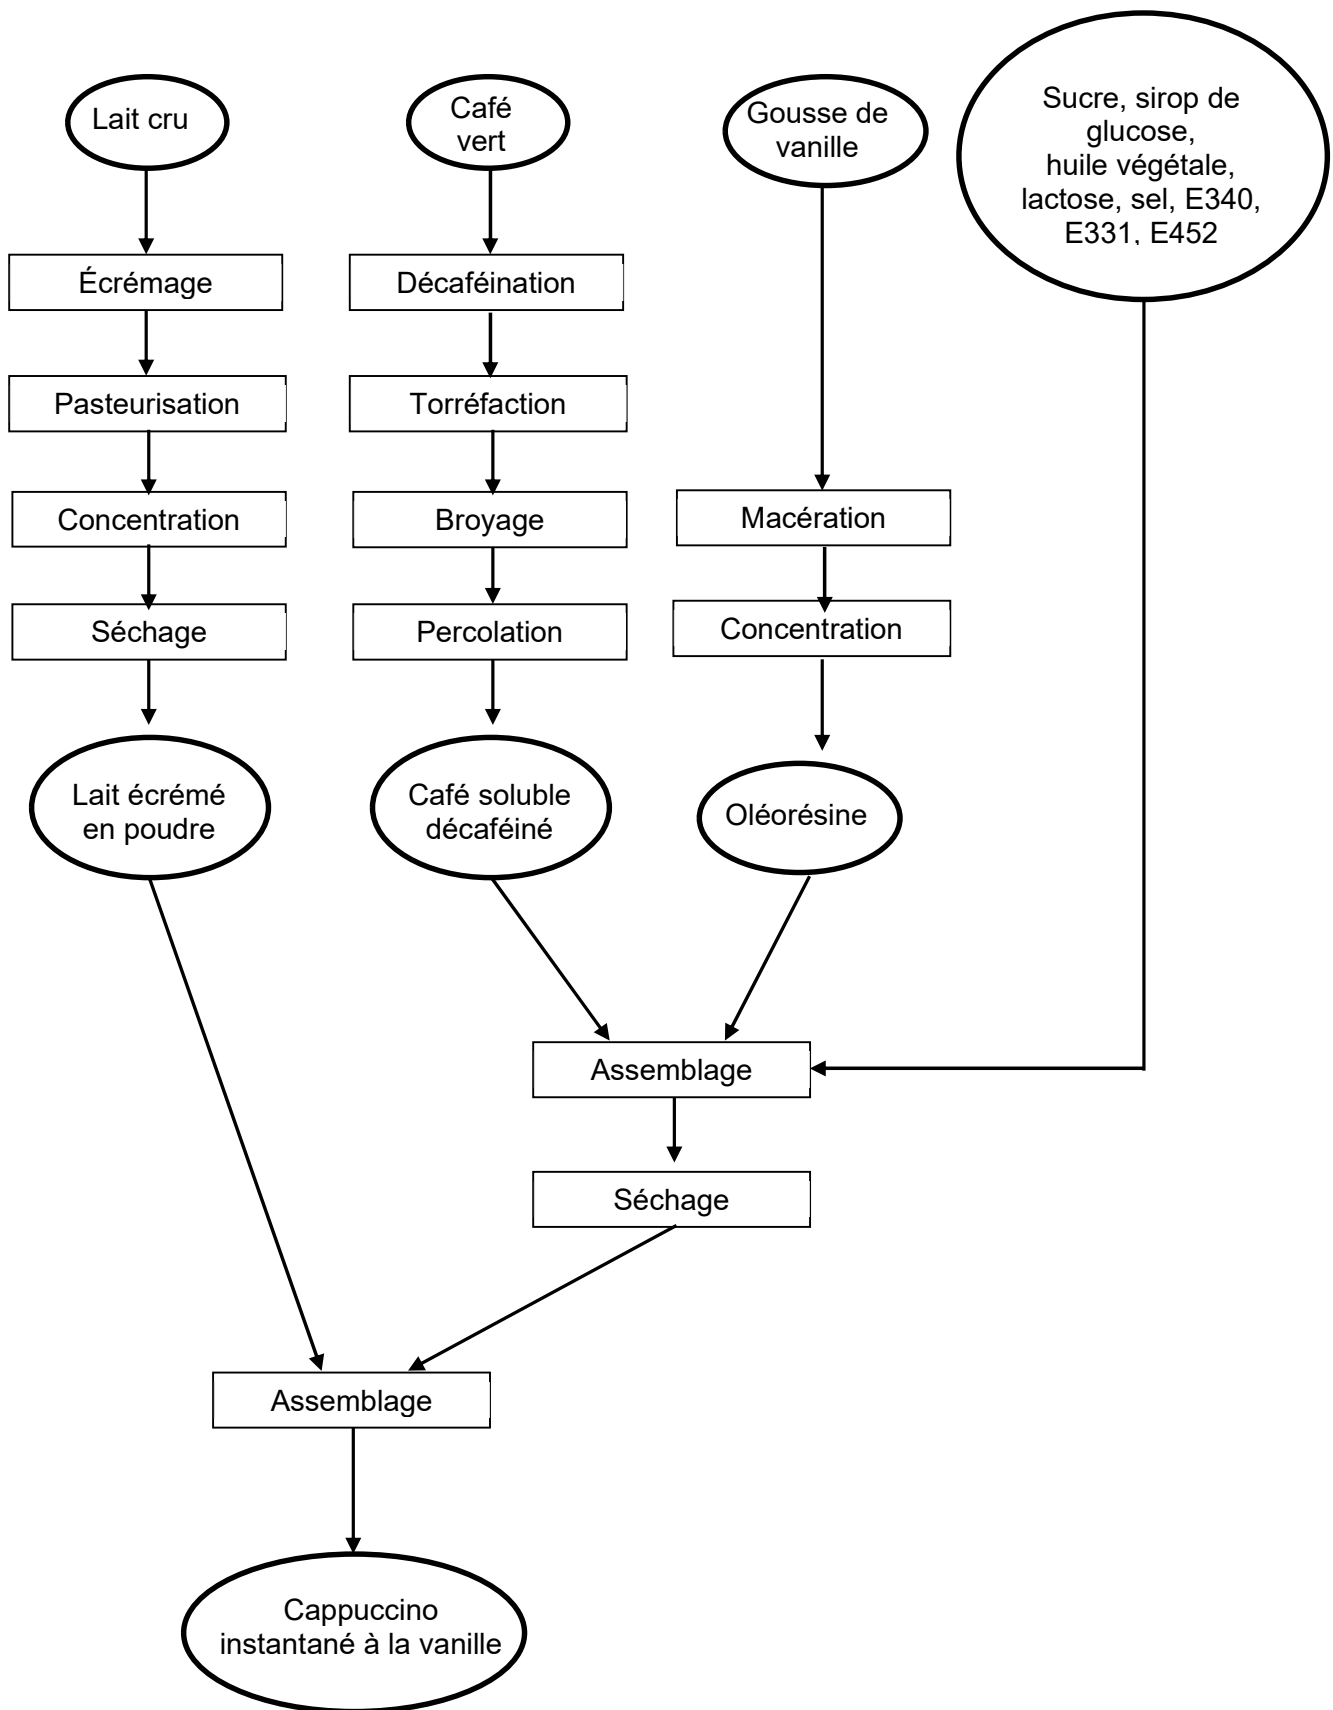 Lait cru
Café
vert
Gousse de
vanille
Sucre, sirop de
glucose,
huile végétale,
lactose, sel, E340,
E331, E452
Écrémage
Décaféination
Pasteurisation
Torréfaction
Concentration
Broyage
Macération
Séchage
Percolation
Concentration
Lait écrémé
en poudre
Café soluble
décaféiné
Oléorésine
Assemblage
Séchage
Assemblage
Cappuccino
instantané à la vanille